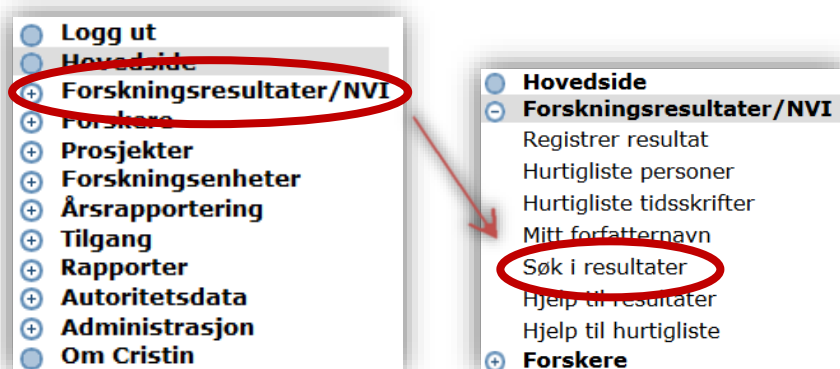 Logg ut
Hovedside
Forskningsresultater/NVI
Forskere
Prosjekter
Forskningsenheter
Årsrapportering
Tilgang
Rapporter
Autoritetsdata
Administrasjon
Om Cristin
Hovedside
Forskningsresultater/NVI
Registrer resultat
Hurtigliste personer
Hurtigliste tidsskrifter
Mitt forfatternavn
Søk i resultater
Hjelp til resultater
Hjelp til hurtigliste
Forskere